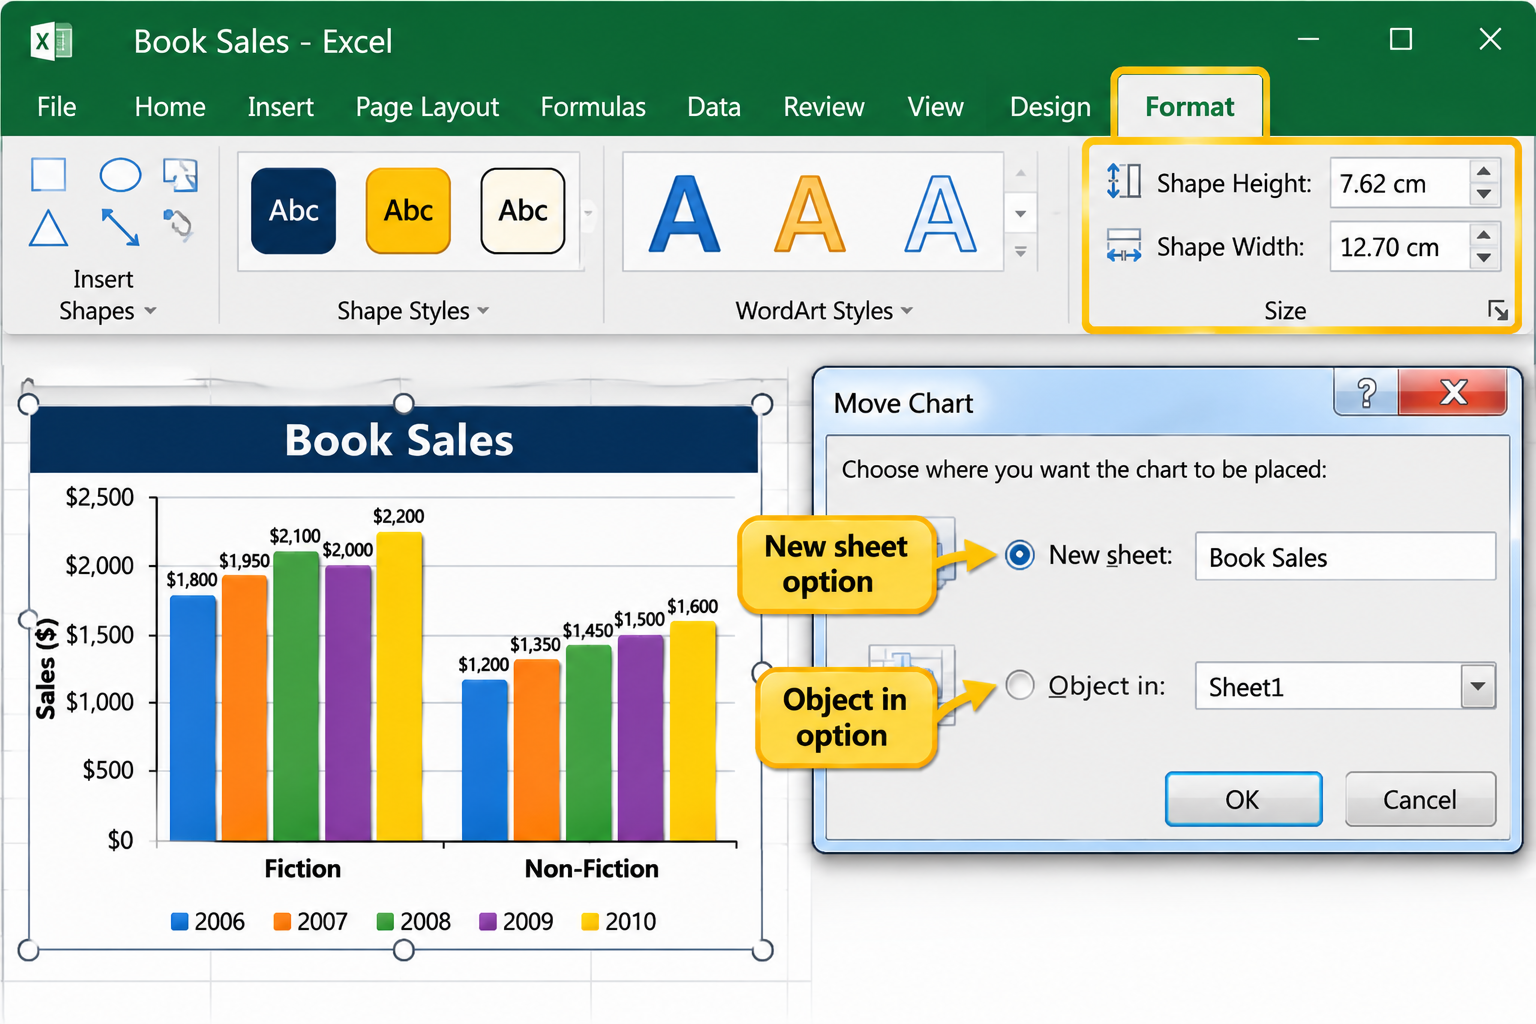 X
Book Sales - Excel
File Home Insert Page Layout Formulas Data Review View Design Format
Abc Abc Abc
A A A
Shape Height: 7.62 cm
Shape Width: 12.70 cm
Insert
Shapes
Shape Styles
WordArt Styles
Size
Book Sales
Sales ($)
$2,500
$2,000
$1,500
$1,000
$500
$0
$1,800
$1,950
$2,100
$2,000
$2,200
$1,200
$1,350
$1,450
$1,500
$1,600
Fiction Non-Fiction
2006 2007 2008 2009 2010
Move Chart ? X
Choose where you want the chart to be placed:
New sheet
option
New sheet: Book Sales
Object in
option
Object in: Sheet1
OK Cancel